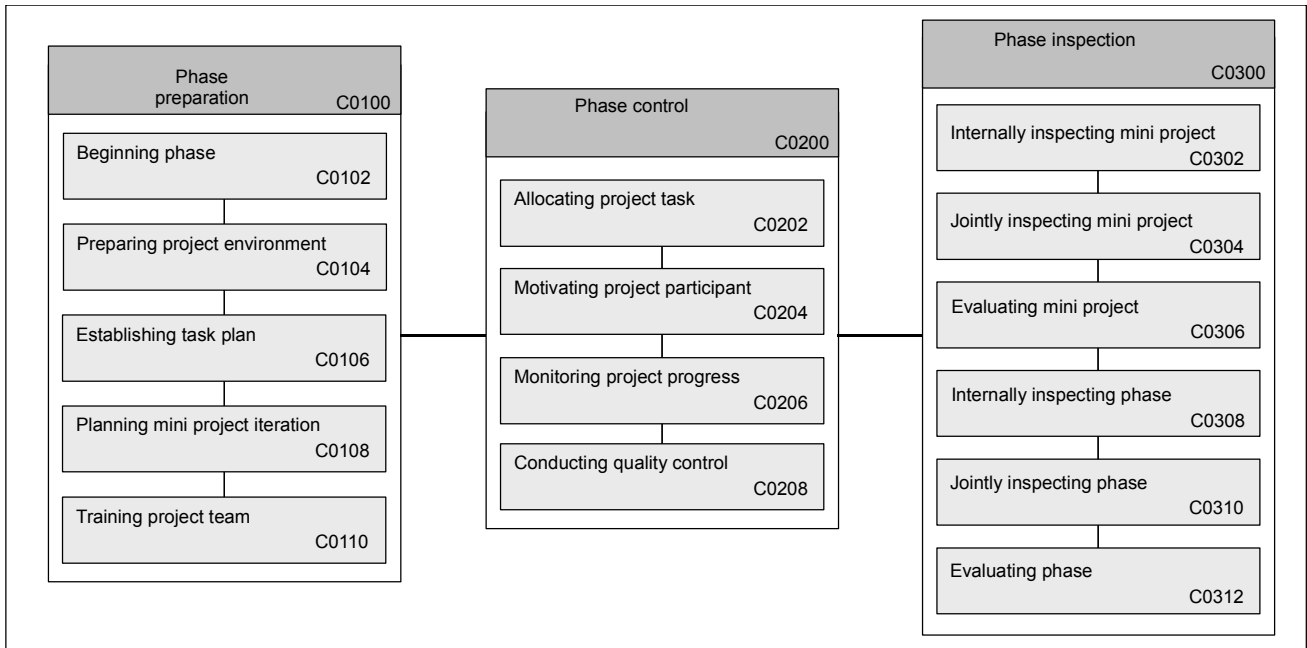 Phase
preparation
C0100
Beginning phase
C0102
Preparing project environment
C0104
Establishing task plan
C0106
Planning mini project iteration
C0108
Training project team
C0110
Phase control
C0200
Allocating project task
C0202
Motivating project participant
C0204
Monitoring project progress
C0206
Conducting quality control
C0208
Phase inspection
C0300
Internally inspecting mini project
C0302
Jointly inspecting mini project
C0304
Evaluating mini project
C0306
Internally inspecting phase
C0308
Jointly inspecting phase
C0310
Evaluating phase
C0312